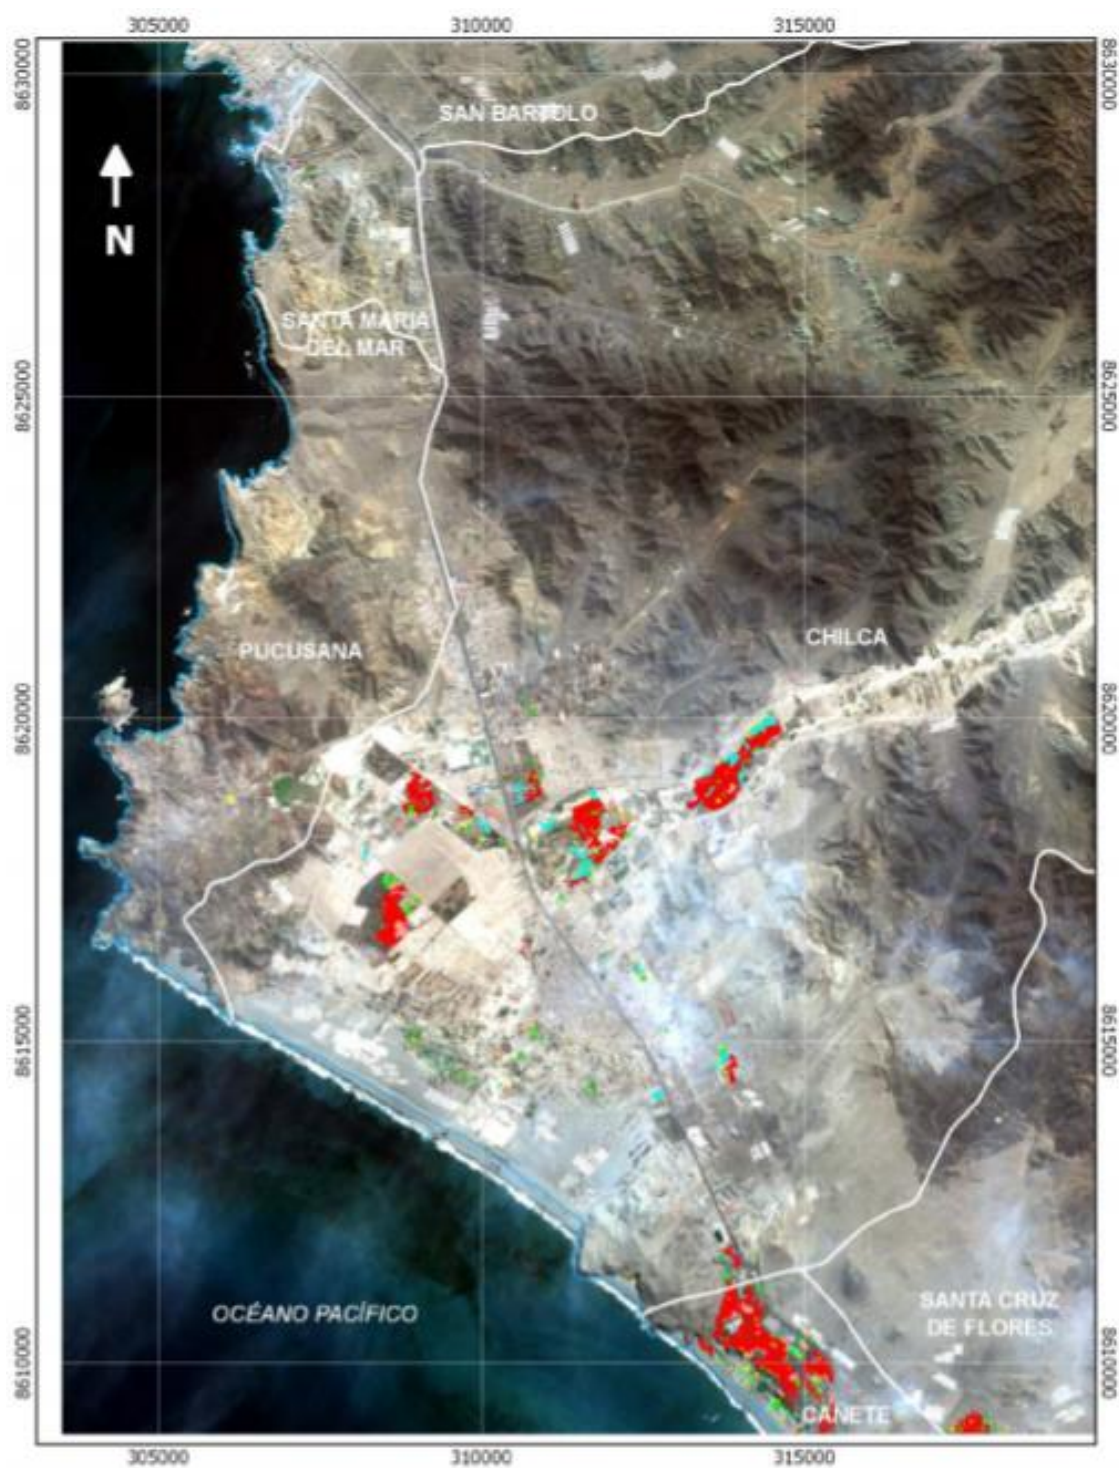 305000 310000 315000
8630000
8630000
SAN BARTOLO
N
SANTA MARIA
DEL MAR
8625000
8625000
PUCUSANA
CHILCA
8620000
8620000
8615000
8615000
OCÉANO PACÍFICO
SANTA CRUZ
DE FLORES
8610000
8610000
CAÑETE
305000 310000 315000